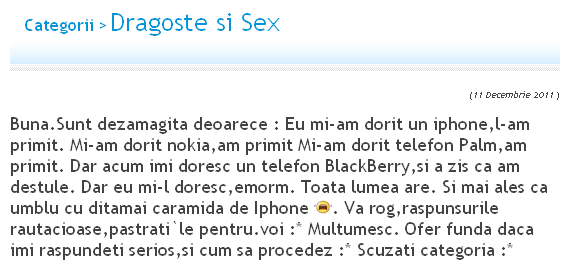 Categorii > Dragoste si Sex
(11 Decembrie 2011 )
Buna.Sunt dezamagita deoarece : Eu mi-am dorit un iphone,l-am
primit. Mi-am dorit nokia,am primit Mi-am dorit telefon Palm,am
primit. Dar acum imi doresc un telefon BlackBerry,si a zis ca am
destule. Dar eu mi-l doresc,emorm. Toata lumea are. Si mai ales ca
umblu cu ditamai caramida de Iphone . Va rog,raspunsurile
rautacioase,pastrati`le pentru.voi :* Multumesc. Ofer funda daca
imi raspundeti serios,si cum sa procedez :* Scuzati categoria :*